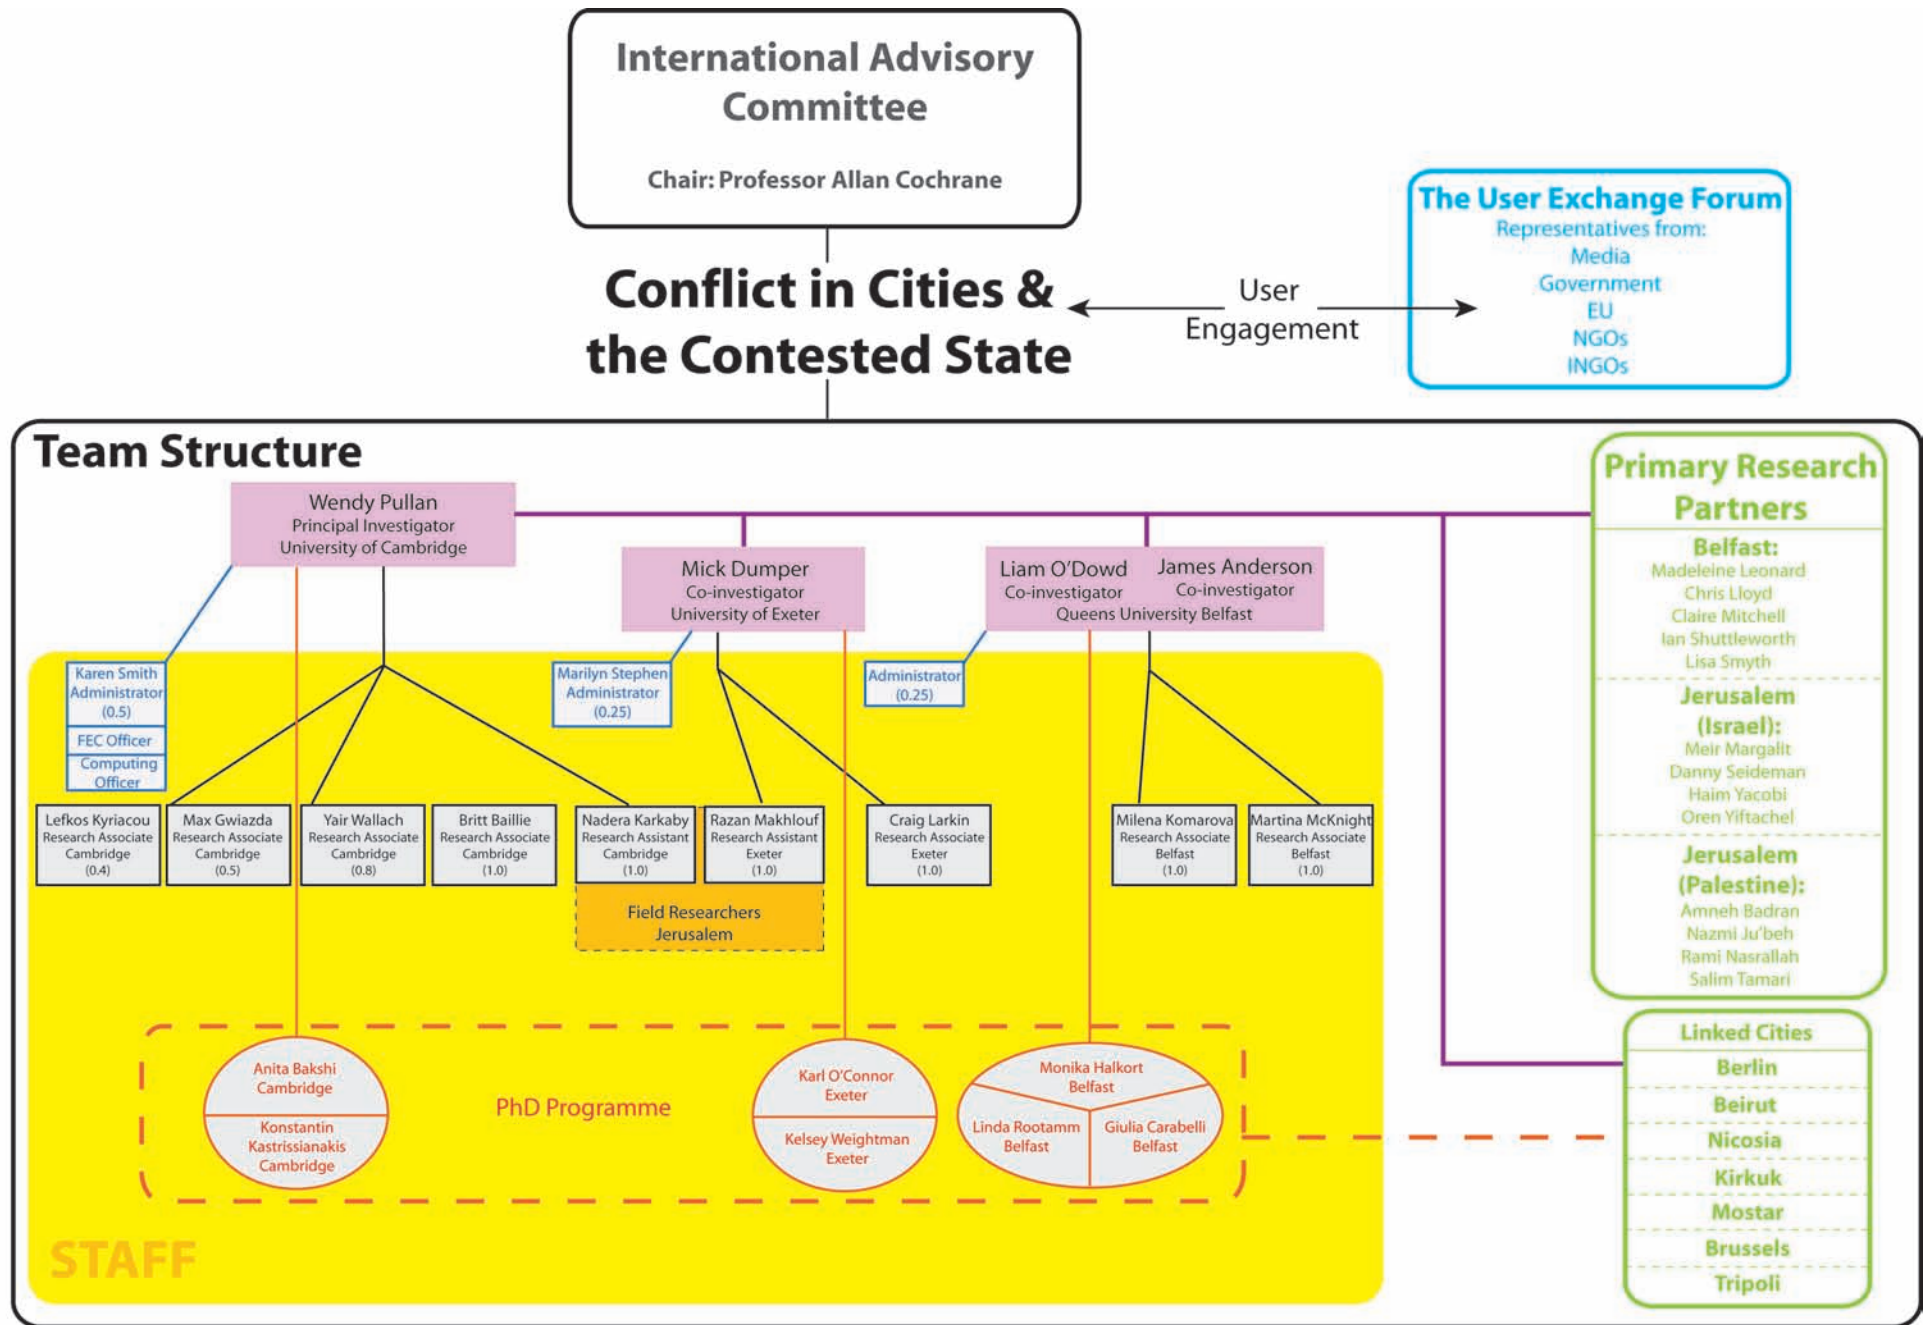 International Advisory
Committee
Chair: Professor Allan Cochrane
The User Exchange Forum
Representatives from:
Media
Government
EU
NGOs
INGOs
Conflict in Cities &
the Contested State
User
Engagement
Team Structure
Wendy Pullan
Principal Investigator
University of Cambridge
Mick Dumper
Co-investigator
University of Exeter
Liam O'Dowd
Co-investigator
James Anderson
Co-investigator
Queens University Belfast
Karen Smith
Administrator
(0.5)
FEC Officer
Computing
Officer
Marilyn Stephen
Administrator
(0.25)
Administrator
(0.25)
Lefkos Kyriacou
Research Associate
Cambridge
(0.4)
Max Gwiazda
Research Associate
Cambridge
(0.5)
Yair Wallach
Research Associate
Cambridge
(0.8)
Britt Baillie
Research Associate
Cambridge
(1.0)
Nadera Karkaby
Research Assistant
Cambridge
(1.0)
Razan Makhlouf
Research Assistant
Exeter
(1.0)
Craig Larkin
Research Associate
Exeter
(1.0)
Milena Komarova
Research Associate
Belfast
(1.0)
Martina McKnight
Research Associate
Belfast
(1.0)
Field Researchers
Jerusalem
Anita Bakshi
Cambridge
Konstantin
Kastrissianakis
Cambridge
PhD Programme
Karl O'Connor
Exeter
Kelsey Weightman
Exeter
Monika Halkort
Belfast
Linda Rootamm
Belfast
Giulia Carabelli
Belfast
STAFF
Primary Research
Partners
Belfast:
Madeleine Leonard
Chris Lloyd
Claire Mitchell
Ian Shuttleworth
Lisa Smyth
Jerusalem
(Israel):
Meir Margalit
Danny Seideman
Haim Yacobi
Oren Yiftachel
Jerusalem
(Palestine):
Amneh Badran
Nazmi Ju'beh
Rami Nasrallah
Salim Tamari
Linked Cities
Berlin
Beirut
Nicosia
Kirkuk
Mostar
Brussels
Tripoli